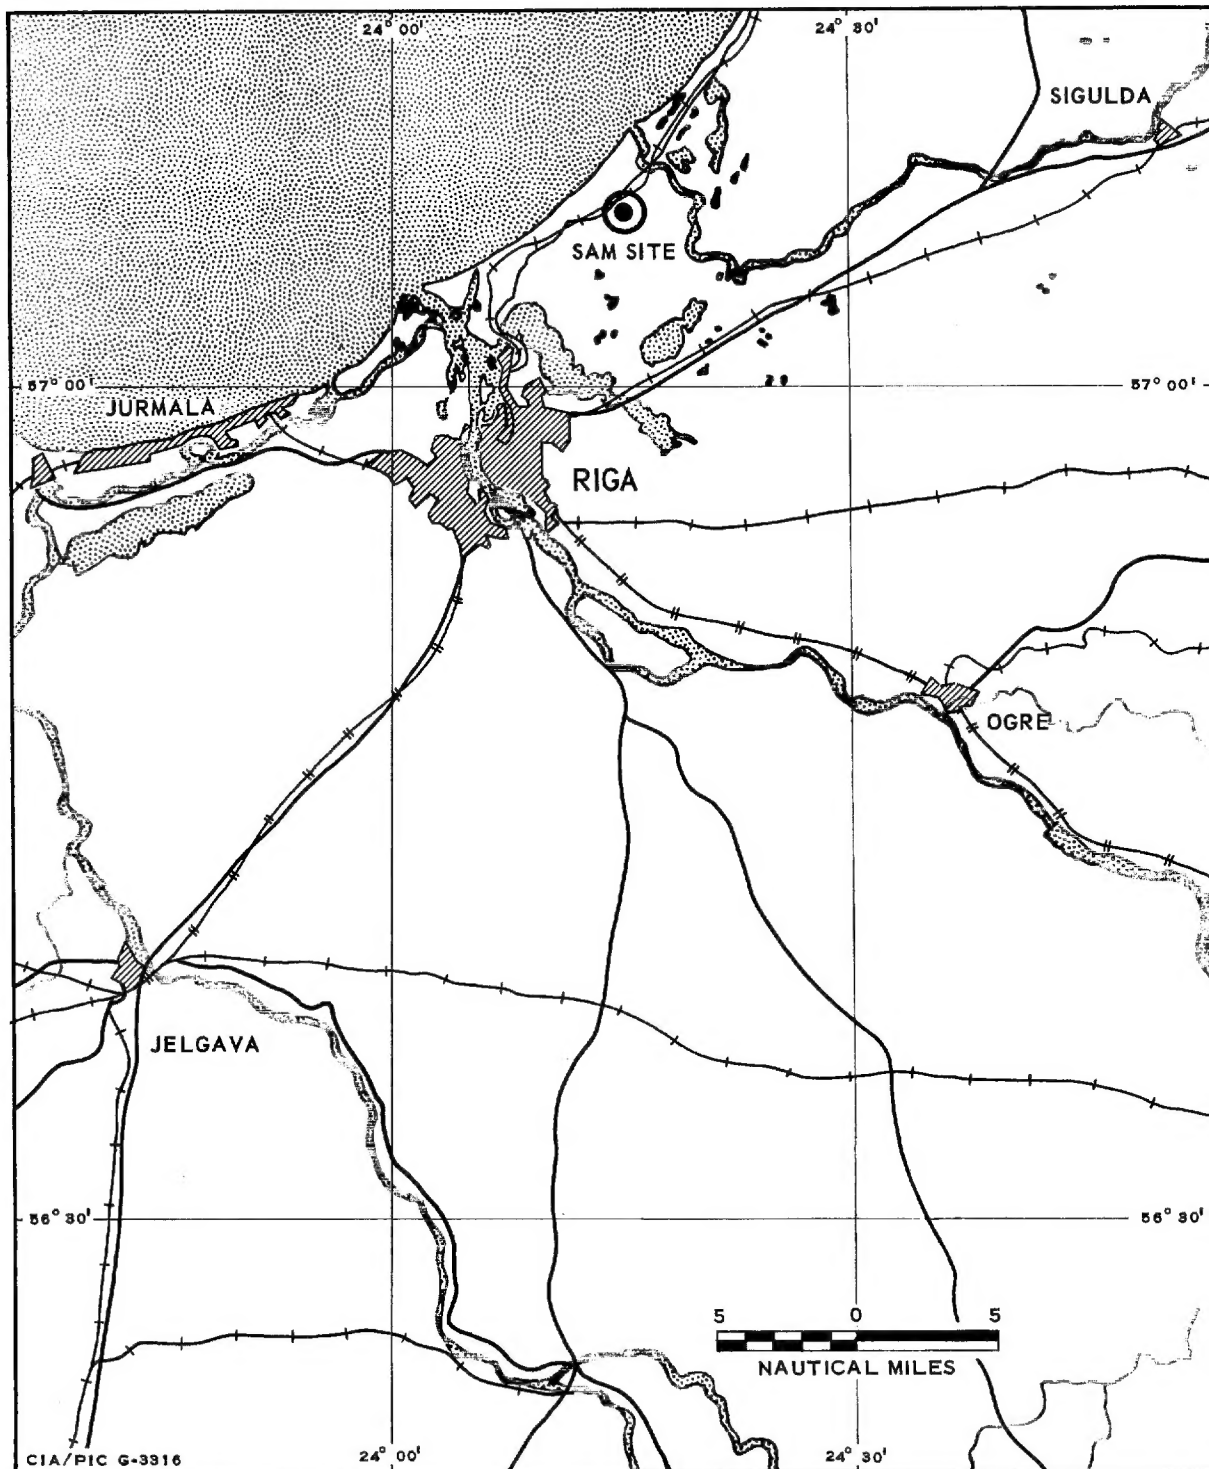 24° 00'
24° 30'
SIGULDA
SAM SITE
57° 00'
57° 00'
JURMALA
RIGA
OGRE
JELGAVA
56° 30'
56° 30'
5 0 5
NAUTICAL MILES
CIA/PIC G-3316
24° 00'
24° 30'